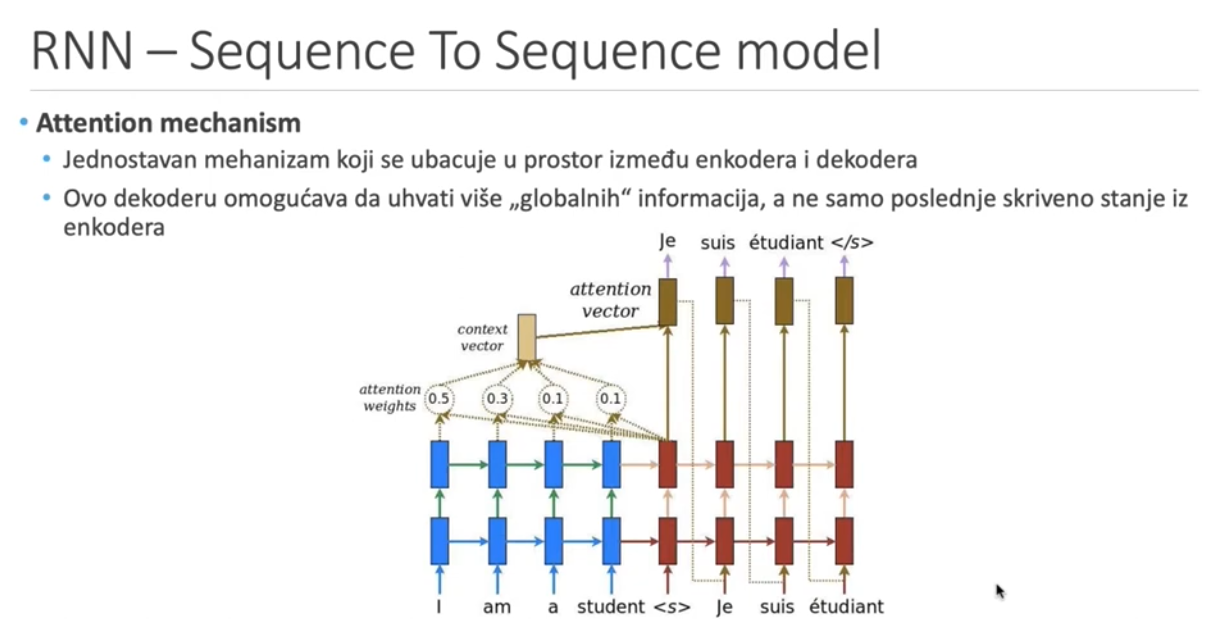 RNN – Sequence To Sequence model
• Attention mechanism
• Jednostavan mehanizam koji se ubacuje u prostor između enkodera i dekodera
• Ovo dekoderu omogućava da uhvati više „globalnih“ informacija, a ne samo poslednje skriveno stanje iz
enkodera
Je suis étudiant </s>
attention
vector
context
vector
attention
weights
0.5 0.3 0.1 0.1
I am a student <s> Je suis étudiant